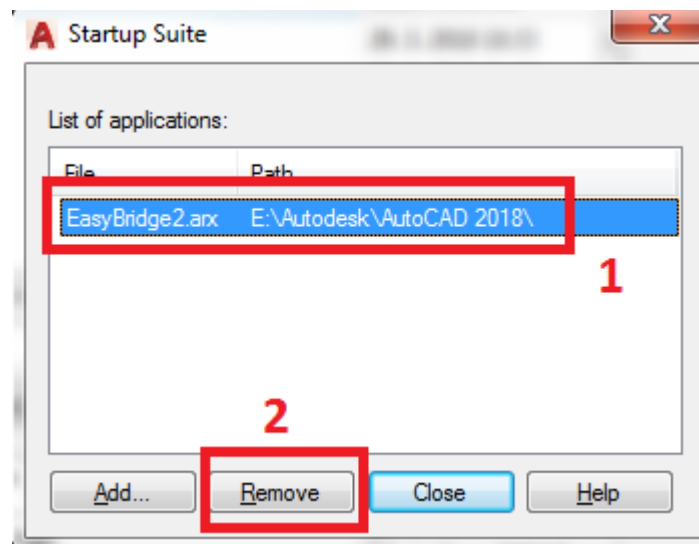 Startup Suite
List of applications:
File Path
EasyBridge2.arx E:\Autodesk\AutoCAD 2018\
1
2
Add... Remove Close Help